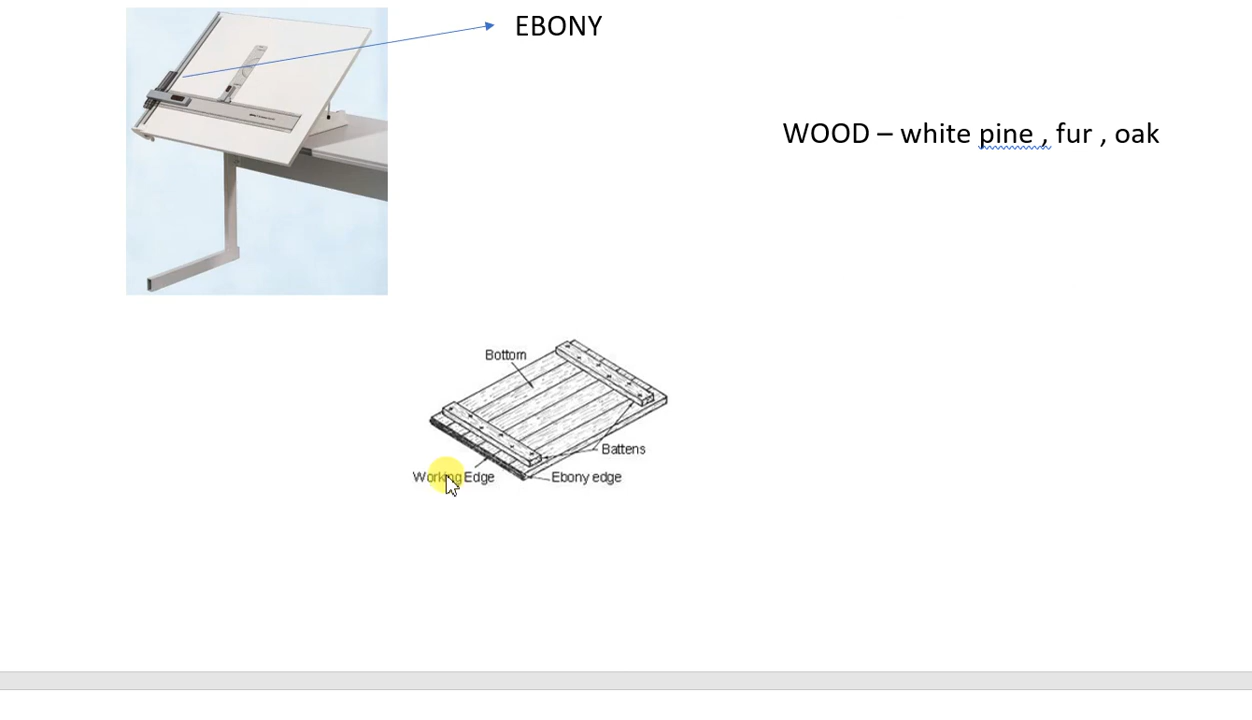 EBONY
WOOD – white pine , fur , oak
Bottom
Battens
Working Edge
Ebony edge